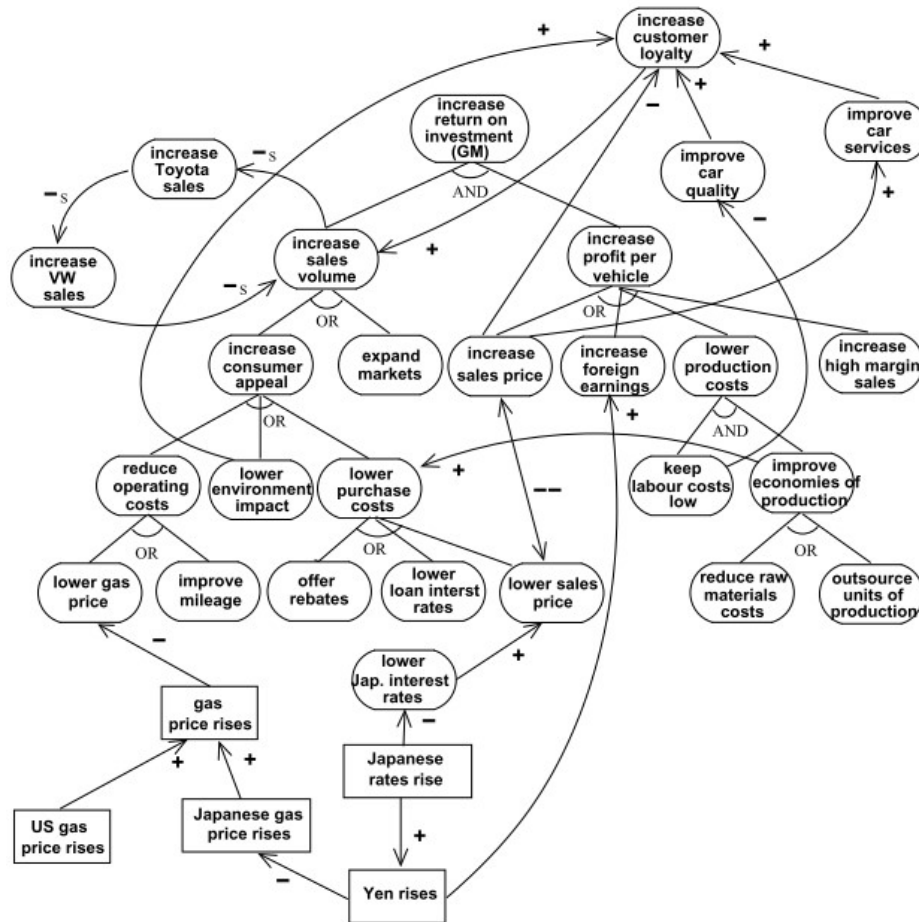 +
increase
customer
loyalty
+
+
−
increase
return on
investment
(GM)
improve
car services
− S
increase
Toyota
sales
AND
improve
car
quality
− S
−
+
+
increase
VW
sales
increase
sales
volume
increase
profit per
vehicle
− S
OR
OR
increase
consumer
appeal
expand
markets
increase
sales price
increase
foreign
earnings
lower
production
costs
increase
high margin
sales
OR
+
AND
reduce
operating
costs
lower
environment
impact
lower
purchase
costs
+
keep
labour costs
low
improve
economies of
production
−−
OR
OR
OR
lower gas
price
improve
mileage
offer
rebates
lower
loan interst
rates
lower sales
price
reduce raw
materials
costs
outsource
units of
production
−
lower
Jap. interest
rates
+
gas
price rises
−
+
+
Japanese
rates rise
US gas
price rises
Japanese gas
price rises
+
−
Yen rises